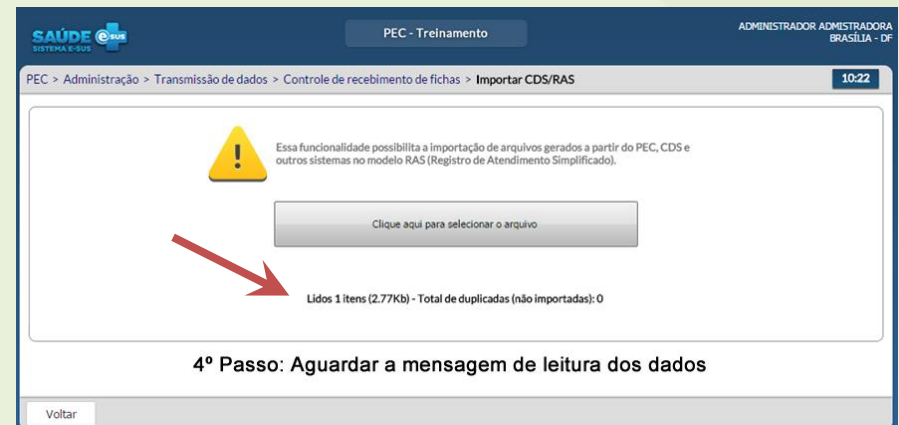 SAÚDE e-sus
SISTEMA E-SUS
PEC - Treinamento
ADMINISTRADOR ADMISTRADORA
BRASÍLIA - DF
PEC > Administração > Transmissão de dados > Controle de recebimento de fichas > Importar CDS/RAS
10:22
Essa funcionalidade possibilita a importação de arquivos gerados a partir do PEC, CDS e
outros sistemas no modelo RAS (Registro de Atendimento Simplificado).
Clique aqui para selecionar o arquivo
Lidos 1 itens (2.77Kb) - Total de duplicadas (não importadas): 0
4º Passo: Aguardar a mensagem de leitura dos dados
Voltar